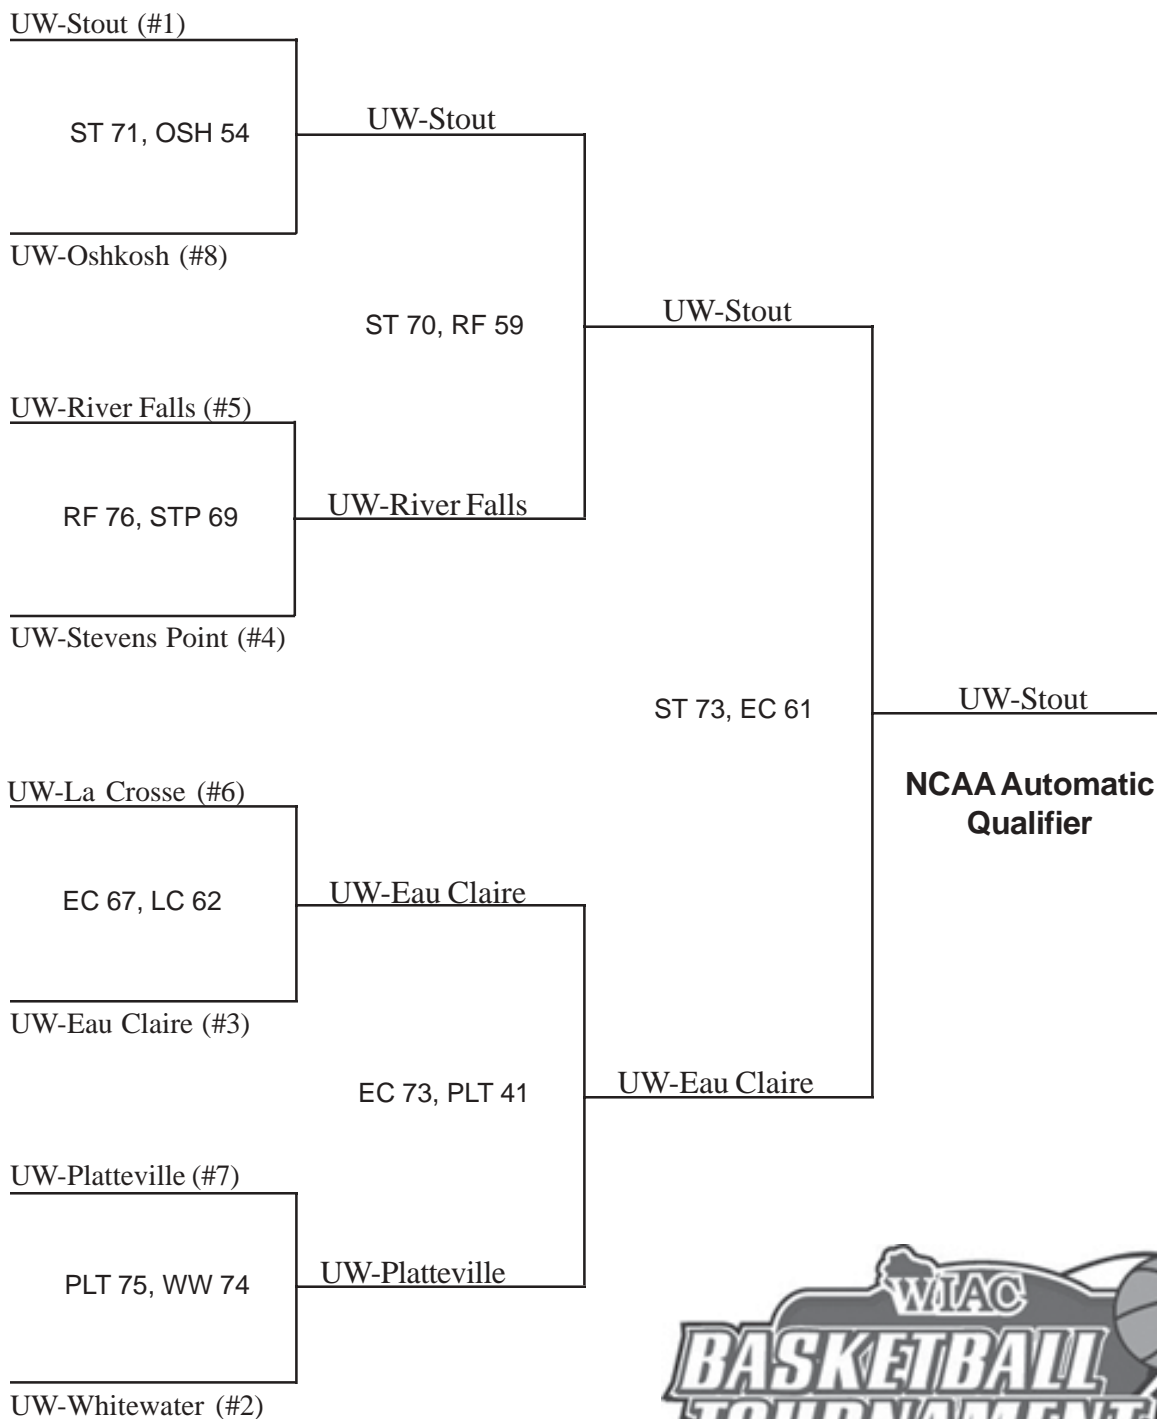 UW-Stout (#1)
ST 71, OSH 54
UW-Stout
UW-Oshkosh (#8)
ST 70, RF 59
UW-Stout
UW-River Falls (#5)
RF 76, STP 69
UW-River Falls
UW-Stevens Point (#4)
ST 73, EC 61
UW-Stout
NCAA Automatic
Qualifier
UW-La Crosse (#6)
EC 67, LC 62
UW-Eau Claire
UW-Eau Claire (#3)
EC 73, PLT 41
UW-Eau Claire
UW-Platteville (#7)
PLT 75, WW 74
UW-Platteville
UW-Whitewater (#2)
WIAC
BASKETBALL
TOURNAMENT